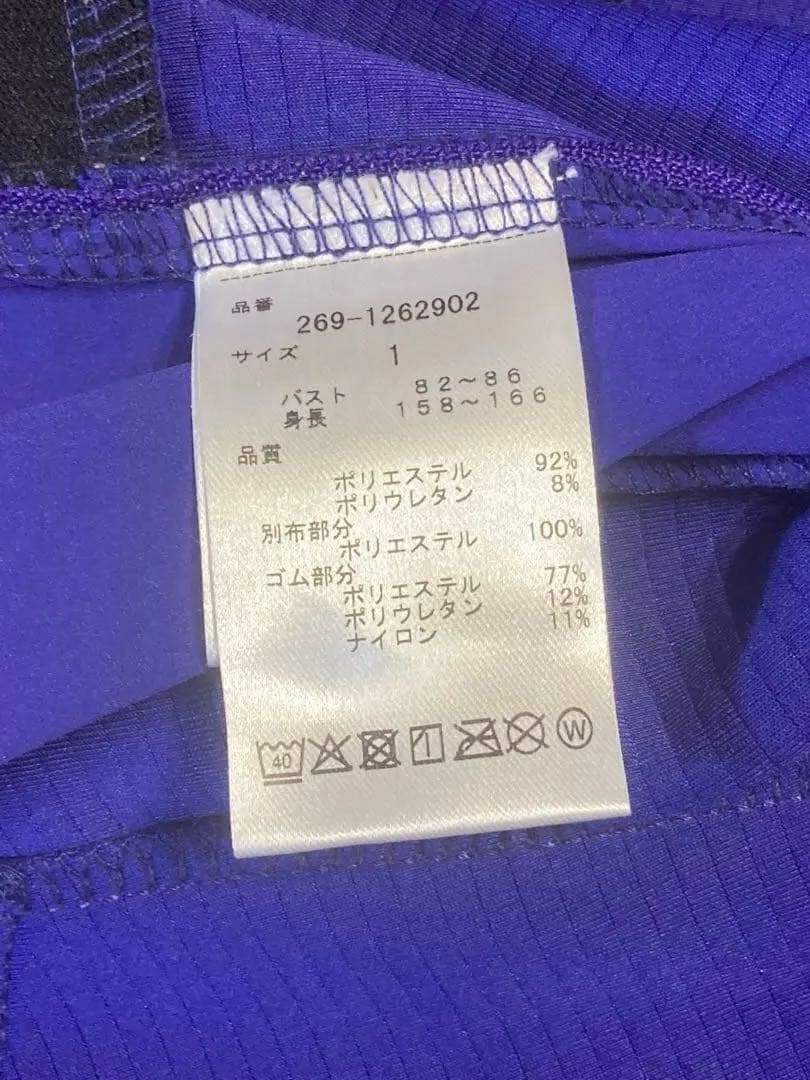 品番
269-1262902
サイズ 1
バスト 82～86
身長 158～166
品質
ポリエステル 92%
ポリウレタン 8%
別布部分
ポリエステル 100%
ゴム部分
ポリエステル 77%
ポリウレタン 12%
ナイロン 11%
40 W